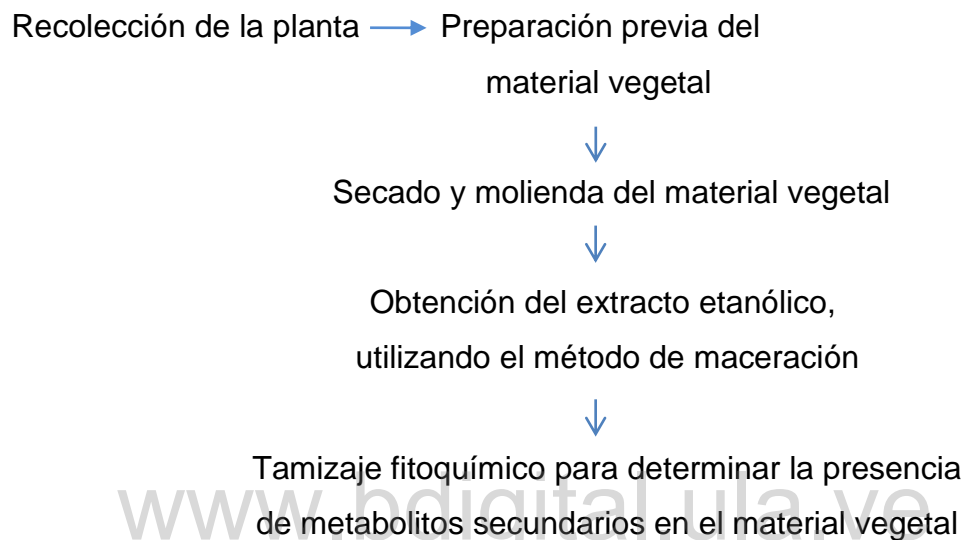 Recolección de la planta Preparación previa del
material vegetal
Secado y molienda del material vegetal
Obtención del extracto etanólico,
utilizando el método de maceración
Tamizaje fitoquímico para determinar la presencia
www.bdigital.ula.ve
de metabolitos secundarios en el material vegetal